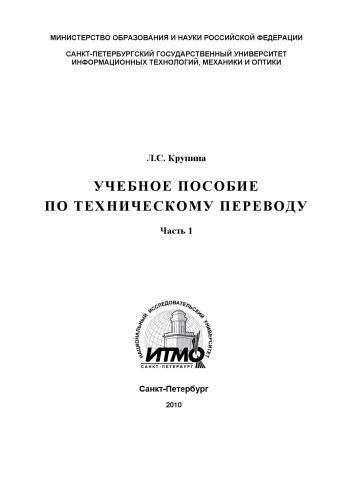 МИНИСТЕРСТВО ОБРАЗОВАНИЯ И НАУКИ РОССИЙСКОЙ ФЕДЕРАЦИИ
САНКТ-ПЕТЕРБУРГСКИЙ ГОСУДАРСТВЕННЫЙ УНИВЕРСИТЕТ
ИНФОРМАЦИОННЫХ ТЕХНОЛОГИЙ, МЕХАНИКИ И ОПТИКИ
Л.С. Крупина
УЧЕБНОЕ ПОСОБИЕ
ПО ТЕХНИЧЕСКОМУ ПЕРЕВОДУ
Часть 1
НАЦИОНАЛЬНЫЙ ИССЛЕДОВАТЕЛЬСКИЙ УНИВЕРСИТЕТ
ИТМО
САНКТ-ПЕТЕРБУРГ
Санкт-Петербург
2010